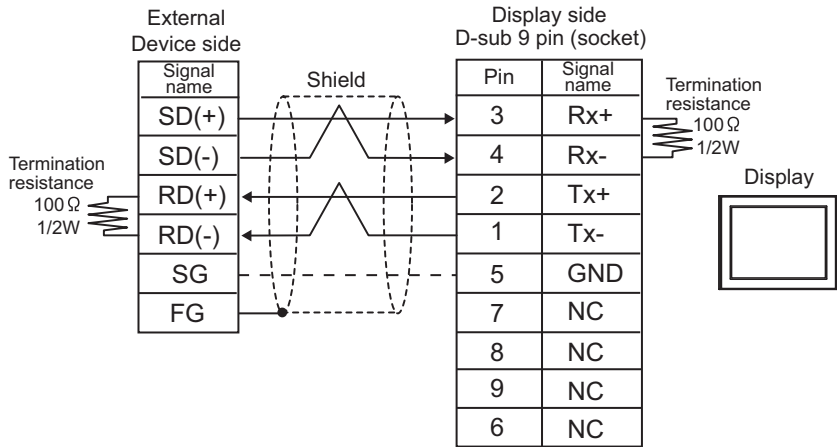 External
Device side
Signal
name
SD(+)
SD(-)
RD(+)
RD(-)
SG
FG
Termination
resistance
100Ω
1/2W
Shield
Display side
D-sub 9 pin (socket)
Pin Signal
name
3 Rx+
4 Rx-
2 Tx+
1 Tx-
5 GND
7 NC
8 NC
9 NC
6 NC
Termination
resistance
100Ω
1/2W
Display